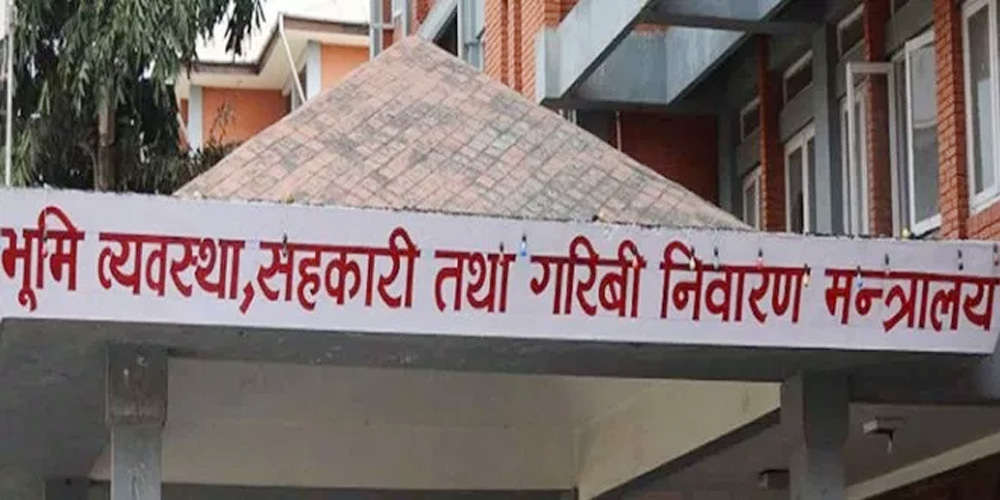 भूमि व्यवस्था,सहकारी तथा गरिबी निवारण मन्त्रालय